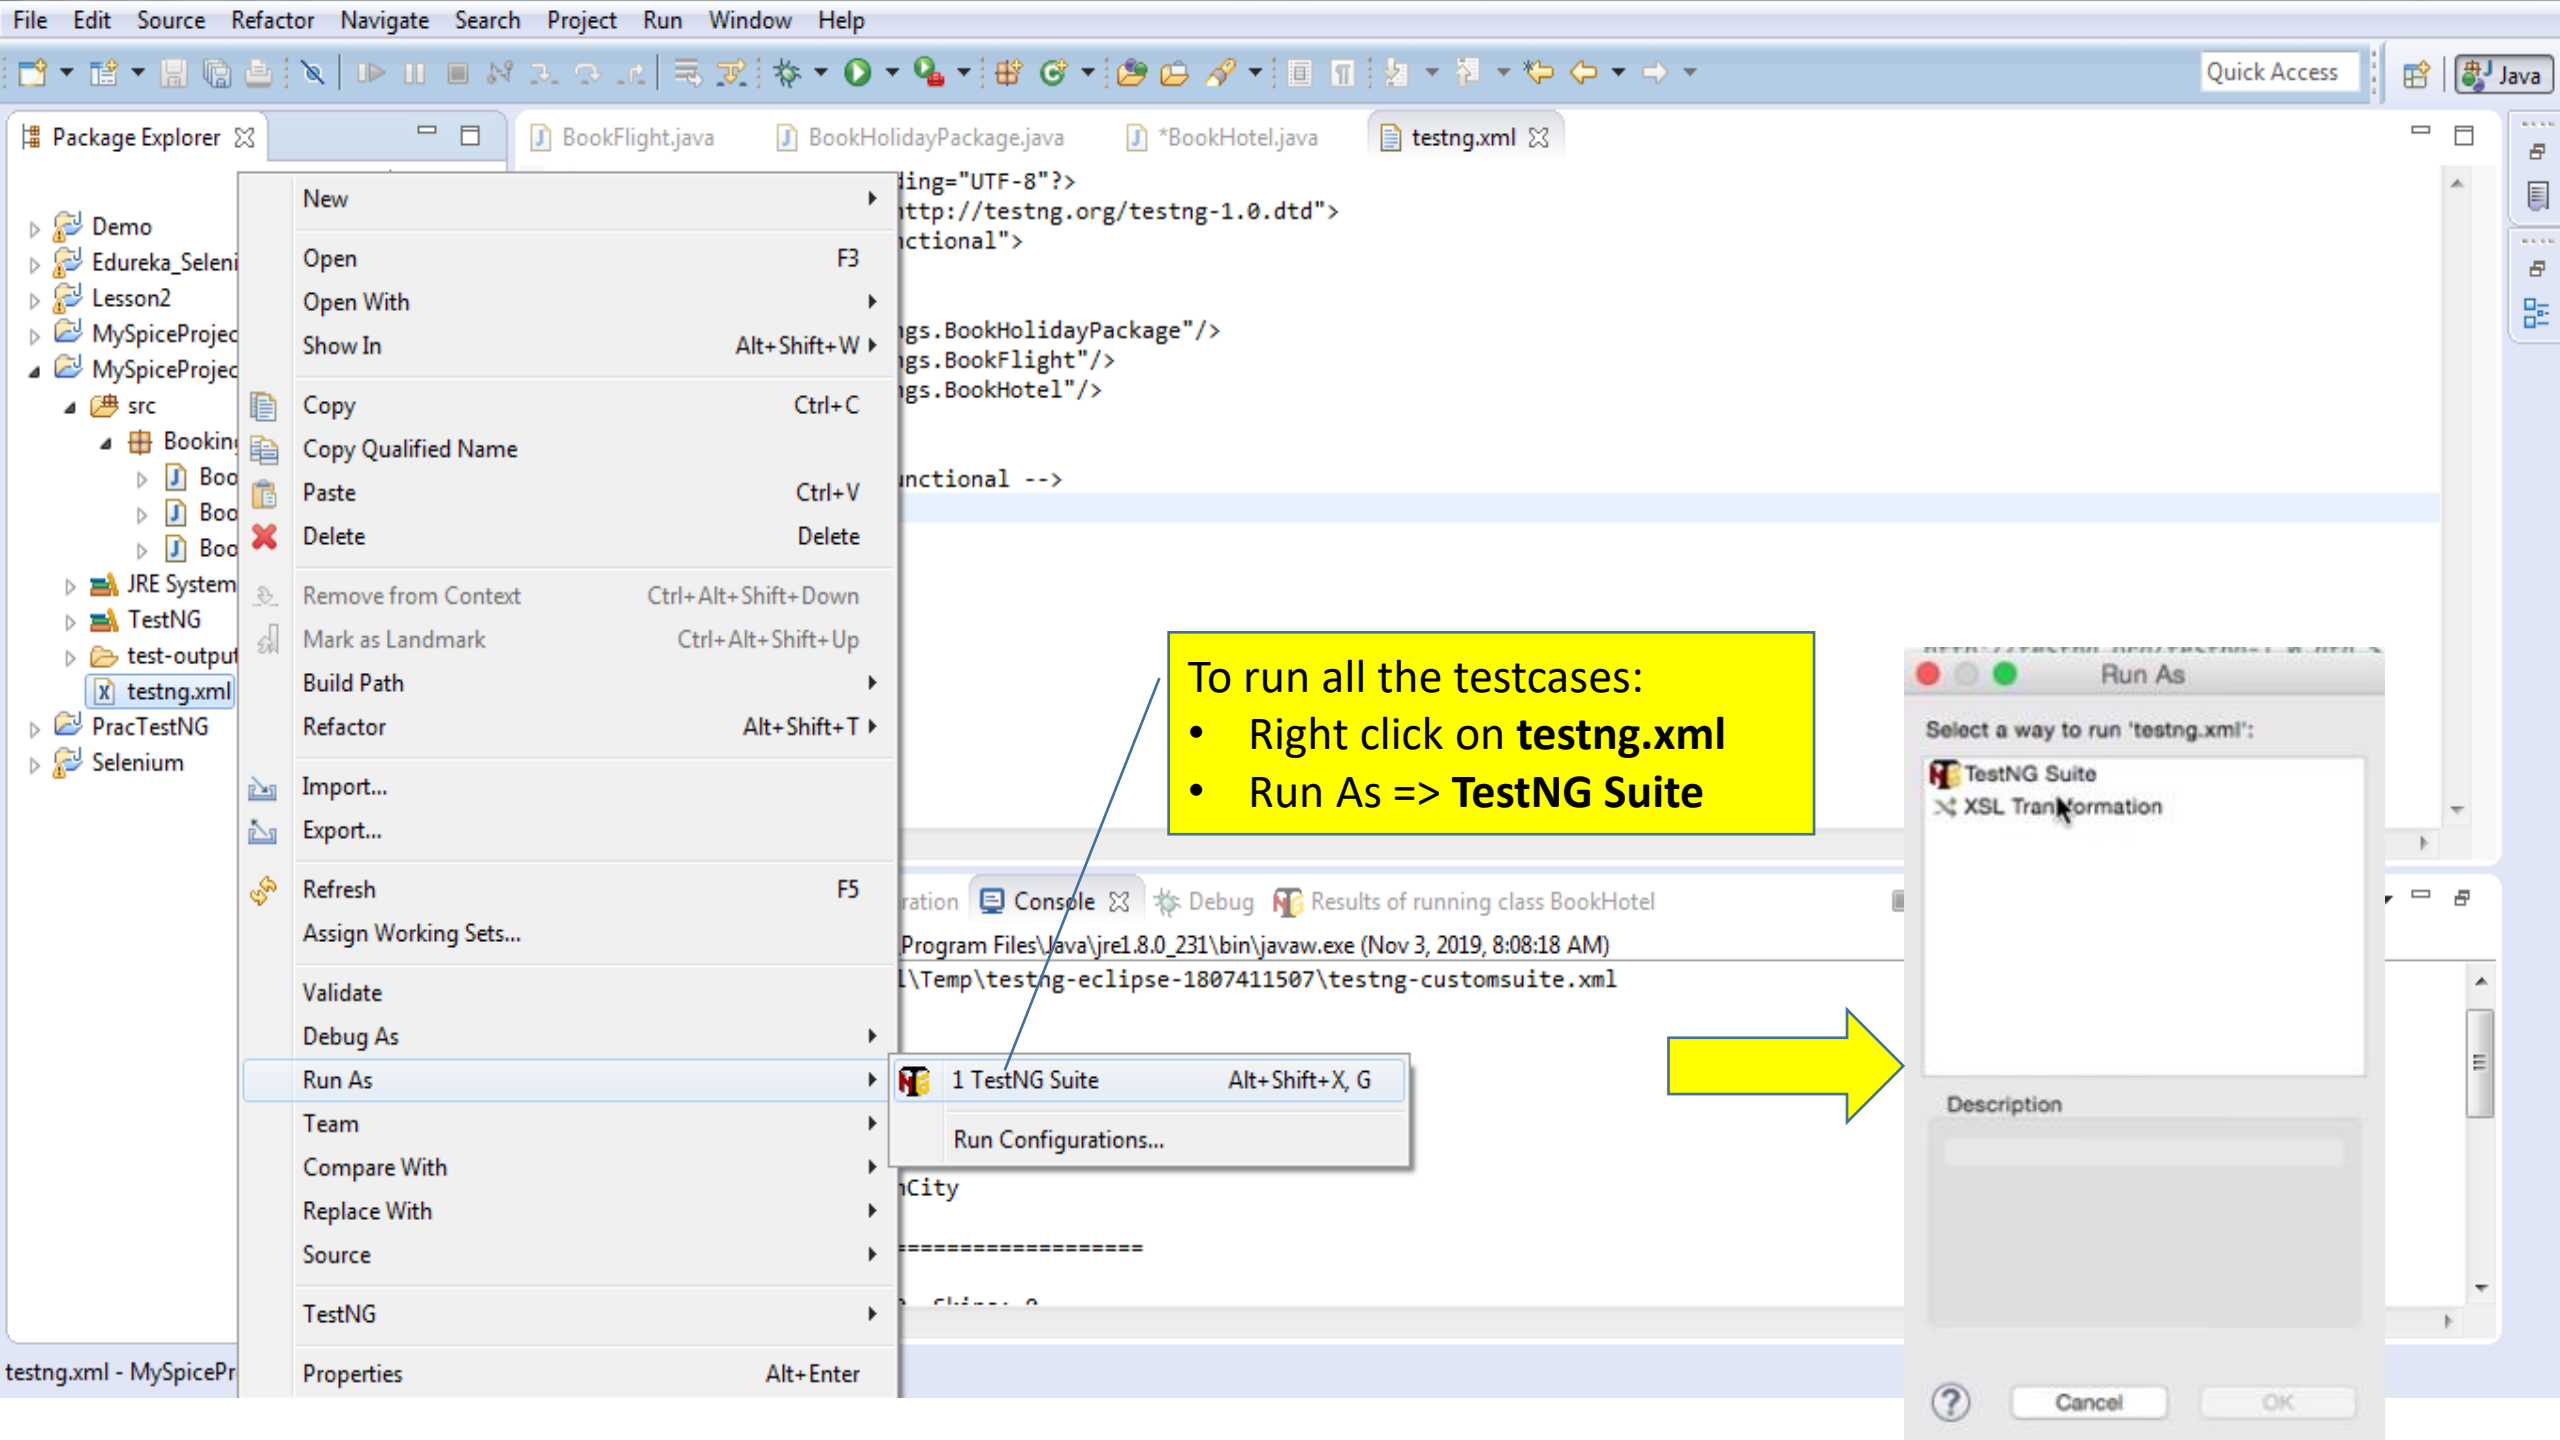 File Edit Source Refactor Navigate Search Project Run Window Help
Quick Access
Java
Package Explorer
BookFlight.java
BookHolidayPackage.java
*BookHotel.java
testng.xml
Demo
Edureka_Seleni
Lesson2
MySpiceProjec
MySpiceProjec
src
Booking
Boo
Boo
Boo
JRE System
TestNG
test-output
testng.xml
PracTestNG
Selenium
New
Open F3
Open With
Show In Alt+Shift+W
Copy Ctrl+C
Copy Qualified Name
Paste Ctrl+V
Delete Delete
Remove from Context Ctrl+Alt+Shift+Down
Mark as Landmark Ctrl+Alt+Shift+Up
Build Path
Refactor Alt+Shift+T
Import...
Export...
Refresh F5
Assign Working Sets...
Validate
Debug As
Run As
Team
Compare With
Replace With
Source
TestNG
Properties Alt+Enter
1 TestNG Suite Alt+Shift+X, G
Run Configurations...
ding="UTF-8"?>
http://testng.org/testng-1.0.dtd">
nctional">
ngs.BookHolidayPackage"/>
ngs.BookFlight"/>
ngs.BookHotel"/>
unctional -->
To run all the testcases:
• Right click on testng.xml
• Run As => TestNG Suite
ration Console Debug Results of running class BookHotel
Program Files\Java\jre1.8.0_231\bin\javaw.exe (Nov 3, 2019, 8:08:18 AM)
l\Temp\testng-eclipse-1807411507\testng-customsuite.xml
nCity
====================
Run As
Select a way to run 'testng.xml':
TestNG Suite
XSL Transformation
Description
? Cancel OK
testng.xml - MySpicePr